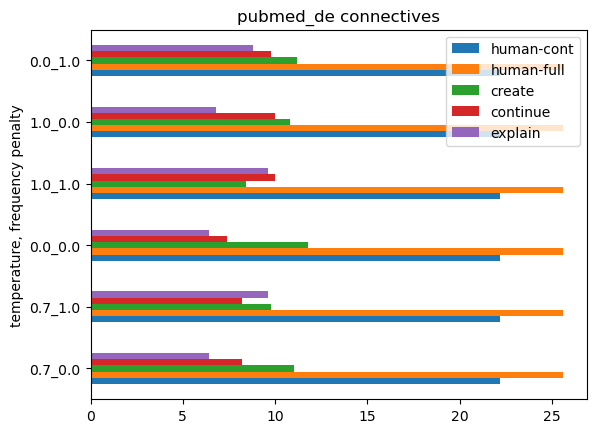 pubmed_de connectives
human-cont
human-full
create
continue
explain
temperature, frequency penalty
0.0_1.0
1.0_0.0
1.0_1.0
0.0_0.0
0.7_1.0
0.7_0.0
0 5 10 15 20 25